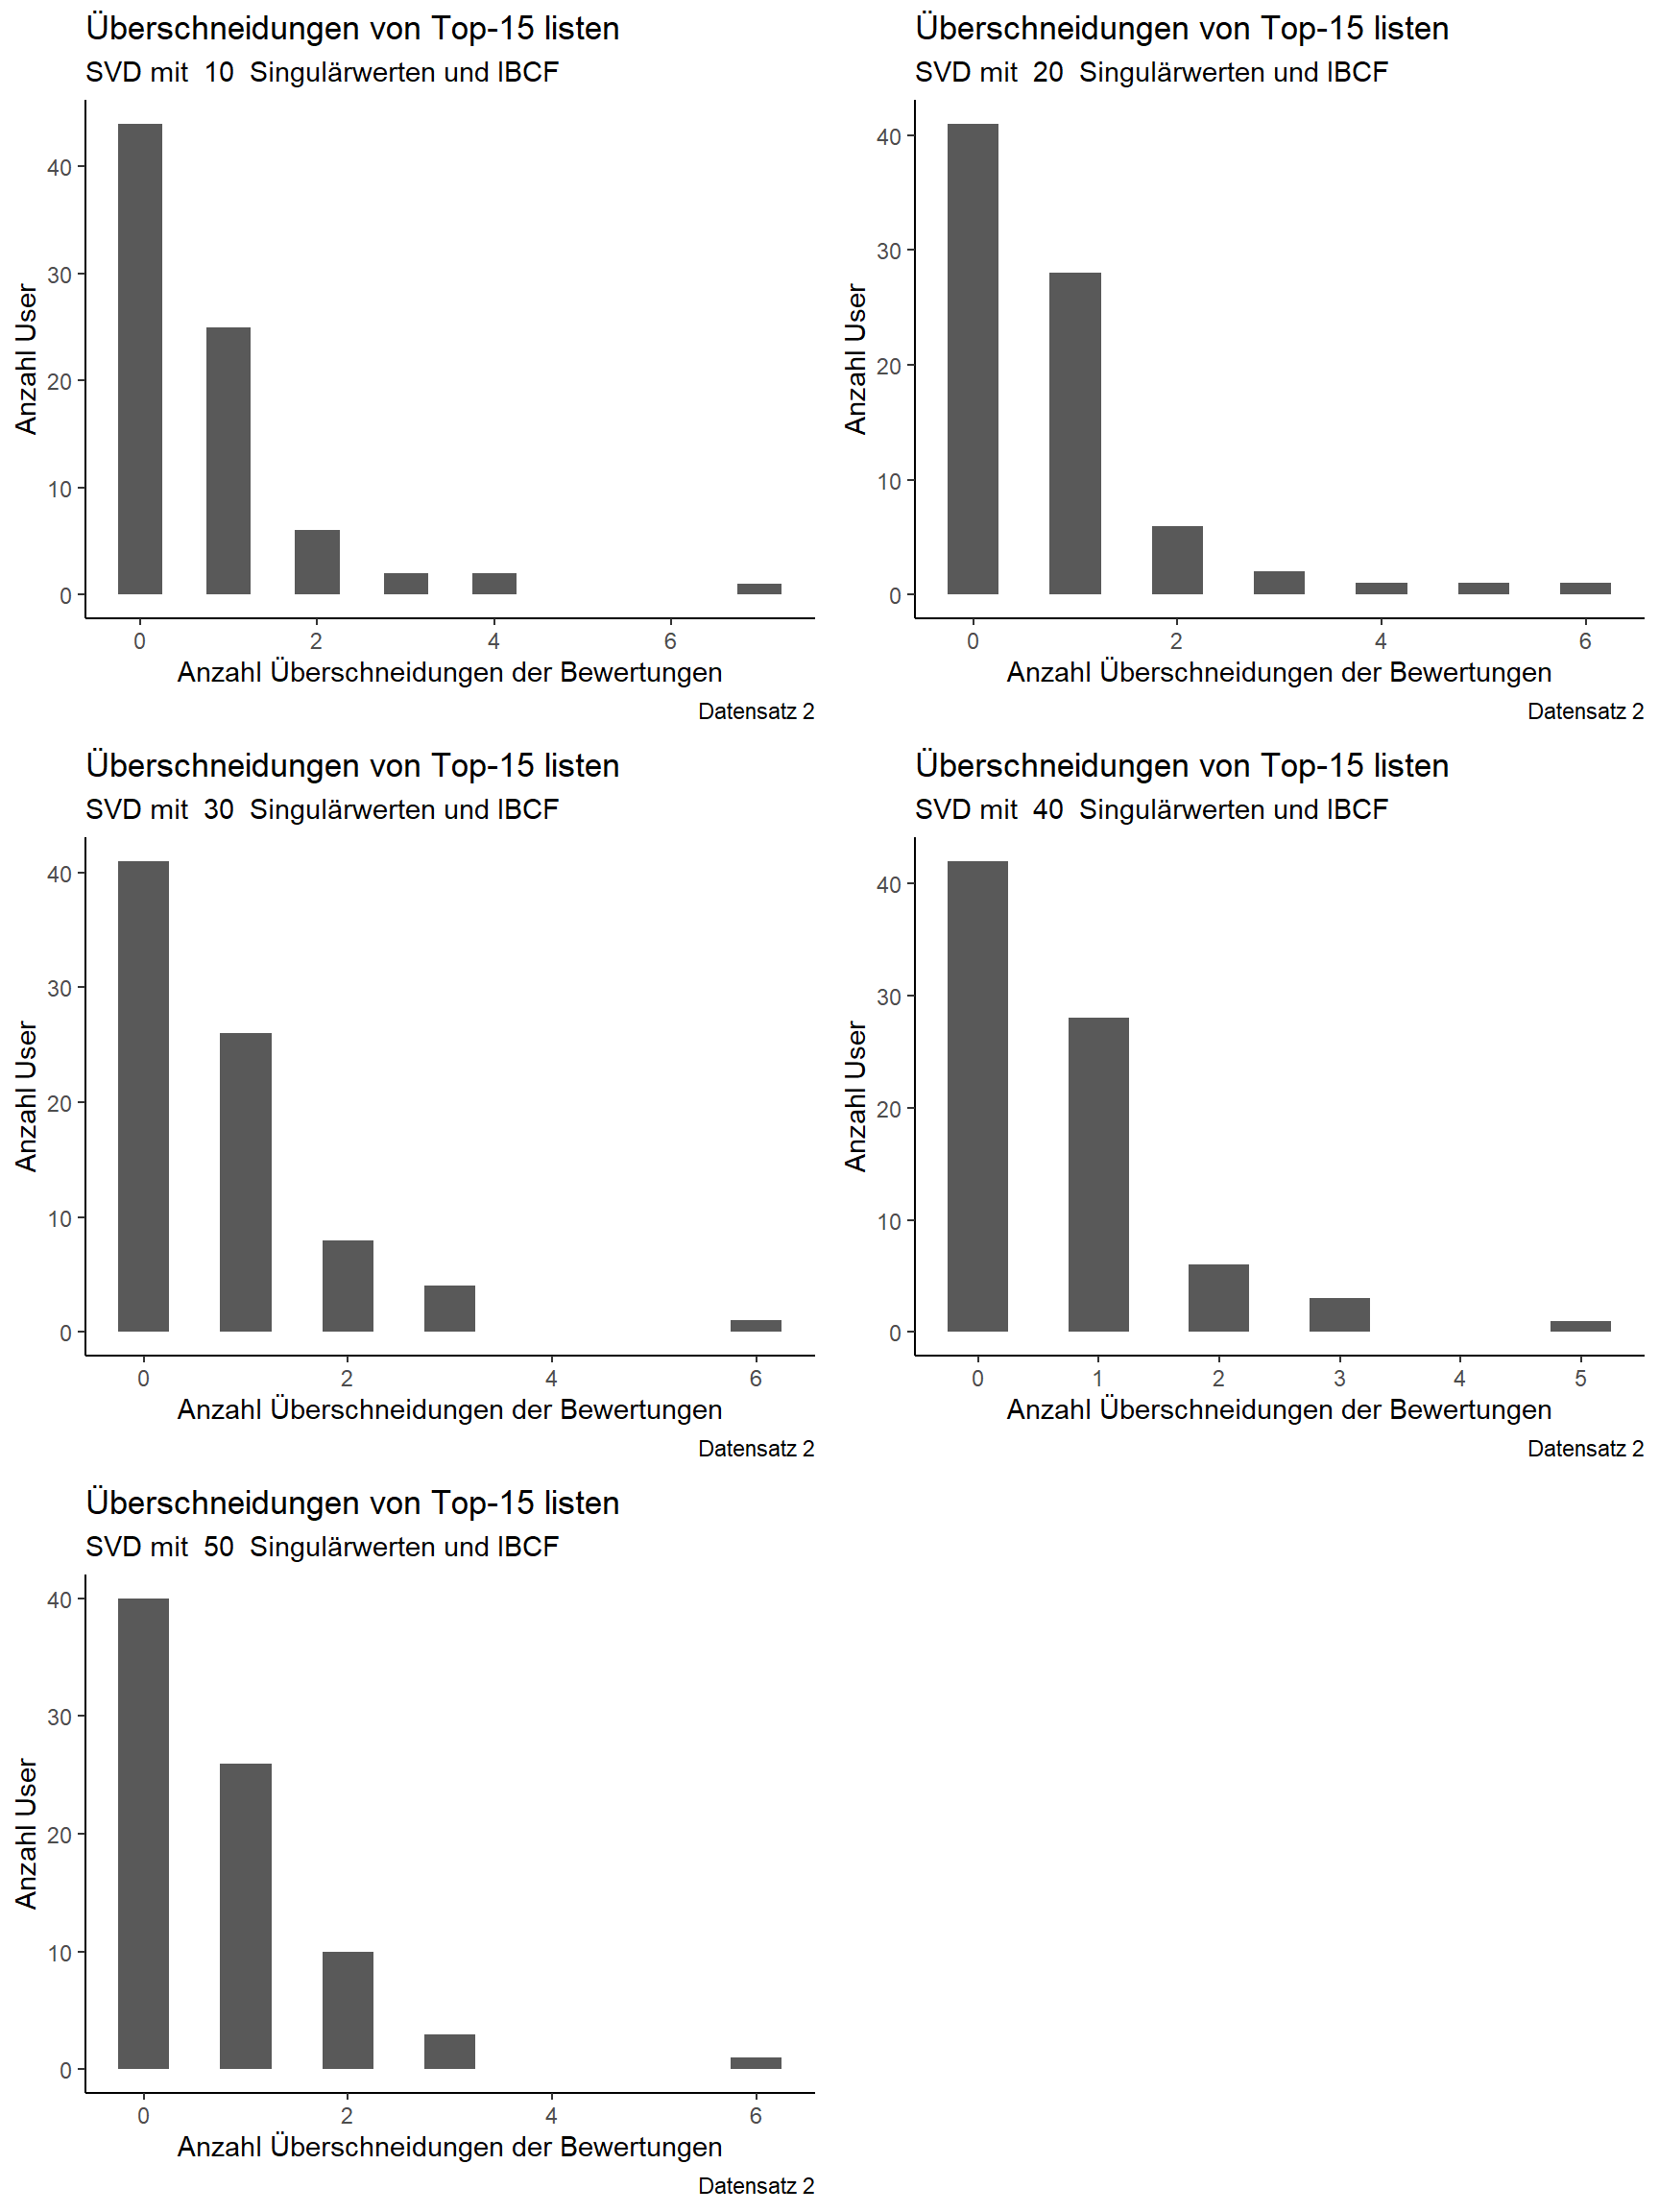 Überschneidungen von Top-15 listen
SVD mit  10  Singulärwerten und IBCF
Anzahl User
40
30
20
10
0
0 2 4 6
Anzahl Überschneidungen der Bewertungen
Datensatz 2
Überschneidungen von Top-15 listen
SVD mit  20  Singulärwerten und IBCF
Anzahl User
40
30
20
10
0
0 2 4 6
Anzahl Überschneidungen der Bewertungen
Datensatz 2
Überschneidungen von Top-15 listen
SVD mit  30  Singulärwerten und IBCF
Anzahl User
40
30
20
10
0
0 2 4 6
Anzahl Überschneidungen der Bewertungen
Datensatz 2
Überschneidungen von Top-15 listen
SVD mit  40  Singulärwerten und IBCF
Anzahl User
40
30
20
10
0
0 1 2 3 4 5
Anzahl Überschneidungen der Bewertungen
Datensatz 2
Überschneidungen von Top-15 listen
SVD mit  50  Singulärwerten und IBCF
Anzahl User
40
30
20
10
0
0 2 4 6
Anzahl Überschneidungen der Bewertungen
Datensatz 2